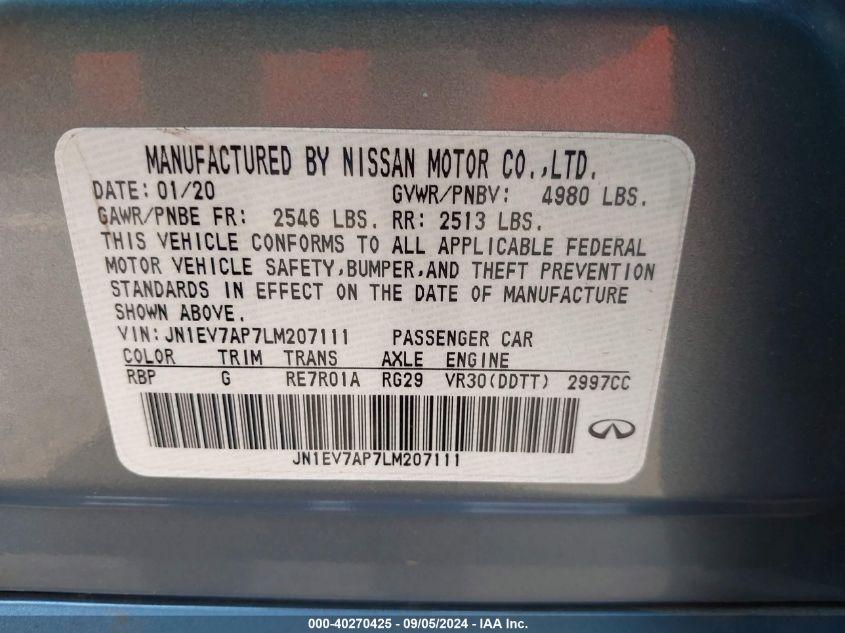 MANUFACTURED BY NISSAN MOTOR CO.,LTD.
DATE: 01/20 GVWR/PNBV: 4980 LBS.
GAWR/PNBE FR: 2546 LBS. RR: 2513 LBS.
THIS VEHICLE CONFORMS TO ALL APPLICABLE FEDERAL
MOTOR VEHICLE SAFETY,BUMPER,AND THEFT PREVENTION
STANDARDS IN EFFECT ON THE DATE OF MANUFACTURE
SHOWN ABOVE.
VIN:JN1EV7AP7LM207111 PASSENGER CAR
COLOR TRIM TRANS AXLE ENGINE
RBP G RE7R01A RG29 VR30(DDTT) 2997CC
JN1EV7AP7LM207111
000-40270425 - 09/05/2024 - IAA Inc.